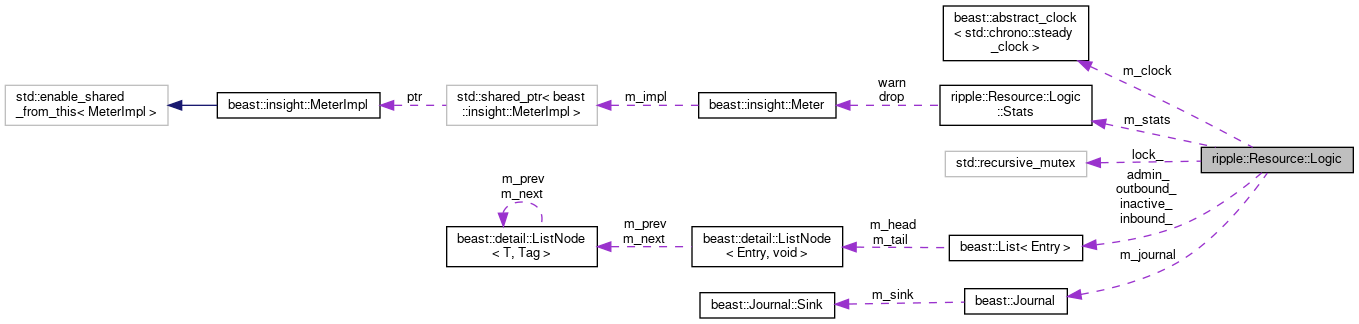 beast::abstract_clock
< std::chrono::steady
_clock >
m_clock
std::enable_shared
_from_this< MeterImpl >
beast::insight::MeterImpl
ptr
std::shared_ptr< beast
::insight::MeterImpl >
m_impl
beast::insight::Meter
warn
drop
ripple::Resource::Logic
::Stats
m_stats
std::recursive_mutex
lock_
ripple::Resource::Logic
admin_
outbound_
inactive_
inbound_
m_prev
m_next
beast::detail::ListNode
< T, Tag >
m_prev
m_next
beast::detail::ListNode
< Entry, void >
m_head
m_tail
beast::List< Entry >
m_journal
beast::Journal::Sink
m_sink
beast::Journal